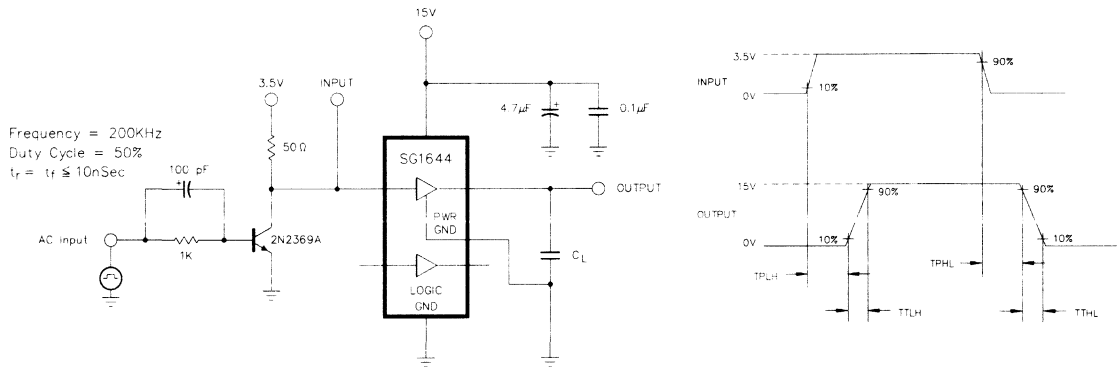 15V
3.5V
INPUT
4.7µF
+
0.1µF
Frequency = 200KHz
Duty Cycle = 50%
tr = tf ≦ 10nSec
50Ω
SG1644
100 pF
+
OUTPUT
PWR
GND
AC input
1K
2N2369A
CL
LOGIC
GND
3.5V
90%
INPUT
10%
0V
15V
90%
90%
OUTPUT
10%
10%
0V
TPLH
TPHL
TTLH
TTHL